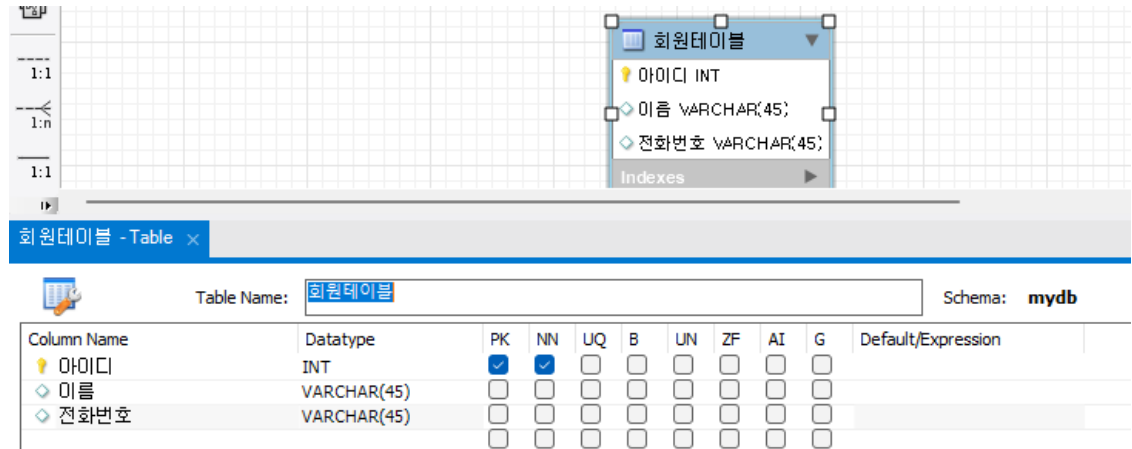 회원테이블
아이디 INT
1:1
이름 VARCHAR(45)
1:n
전화번호 VARCHAR(45)
1:1
Indexes
회원테이블 - Table ×
Table Name: 회원테이블 Schema: mydb
Column Name Datatype PK NN UQ B UN ZF AI G Default/Expression
아이디 INT
이름 VARCHAR(45)
전화번호 VARCHAR(45)